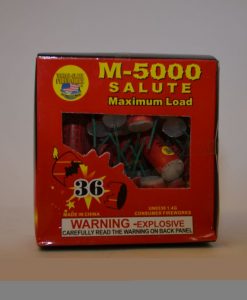 M-5000
SALUTE
Maximum Load
36
MADE IN CHINA
UN0336 1.4G
CONSUMER FIREWORKS
WARNING -EXPLOSIVE
CAREFULLY READ THE WARNING ON BACK PANEL